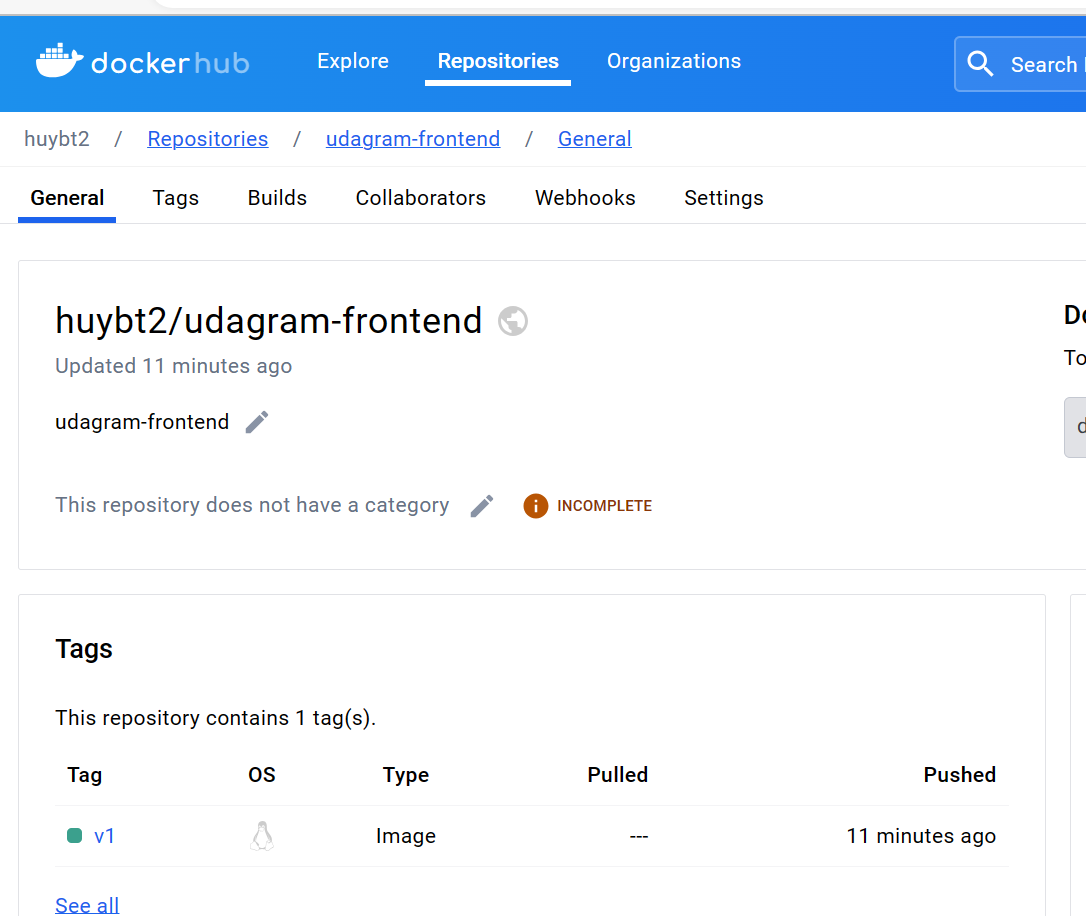 dockerhub
Explore Repositories Organizations
Search
huybt2 / Repositories / udagram-frontend / General
General Tags Builds Collaborators Webhooks Settings
huybt2/udagram-frontend
Updated 11 minutes ago
udagram-frontend
This repository does not have a category INCOMPLETE
To
Tags
This repository contains 1 tag(s).
Tag OS Type Pulled Pushed
v1 Image --- 11 minutes ago
See all